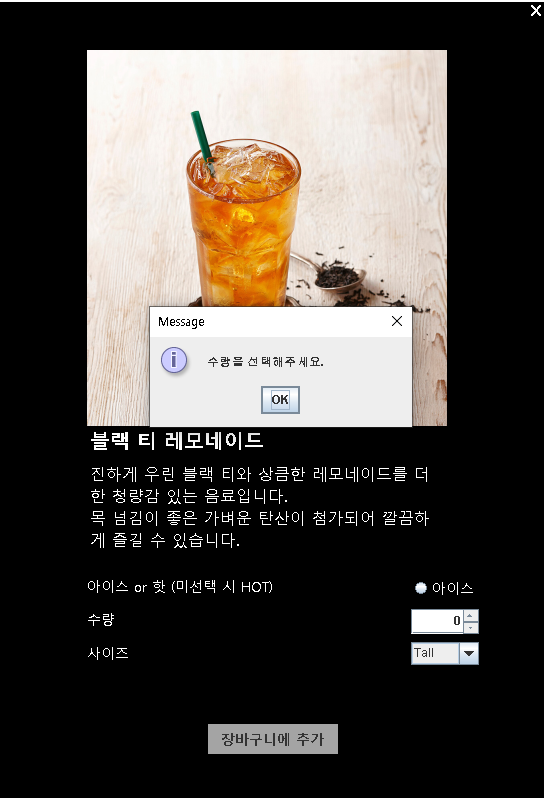 Message
수량을 선택해주세요.
OK
블랙 티 레모네이드
진하게 우린 블랙 티와 상큼한 레모네이드를 더
한 청량감 있는 음료입니다.
목 넘김이 좋은 가벼운 탄산이 첨가되어 깔끔하
게 즐길 수 있습니다.
아이스 or 핫 (미선택 시 HOT) 아이스
수량 0
사이즈 Tall
장바구니에 추가